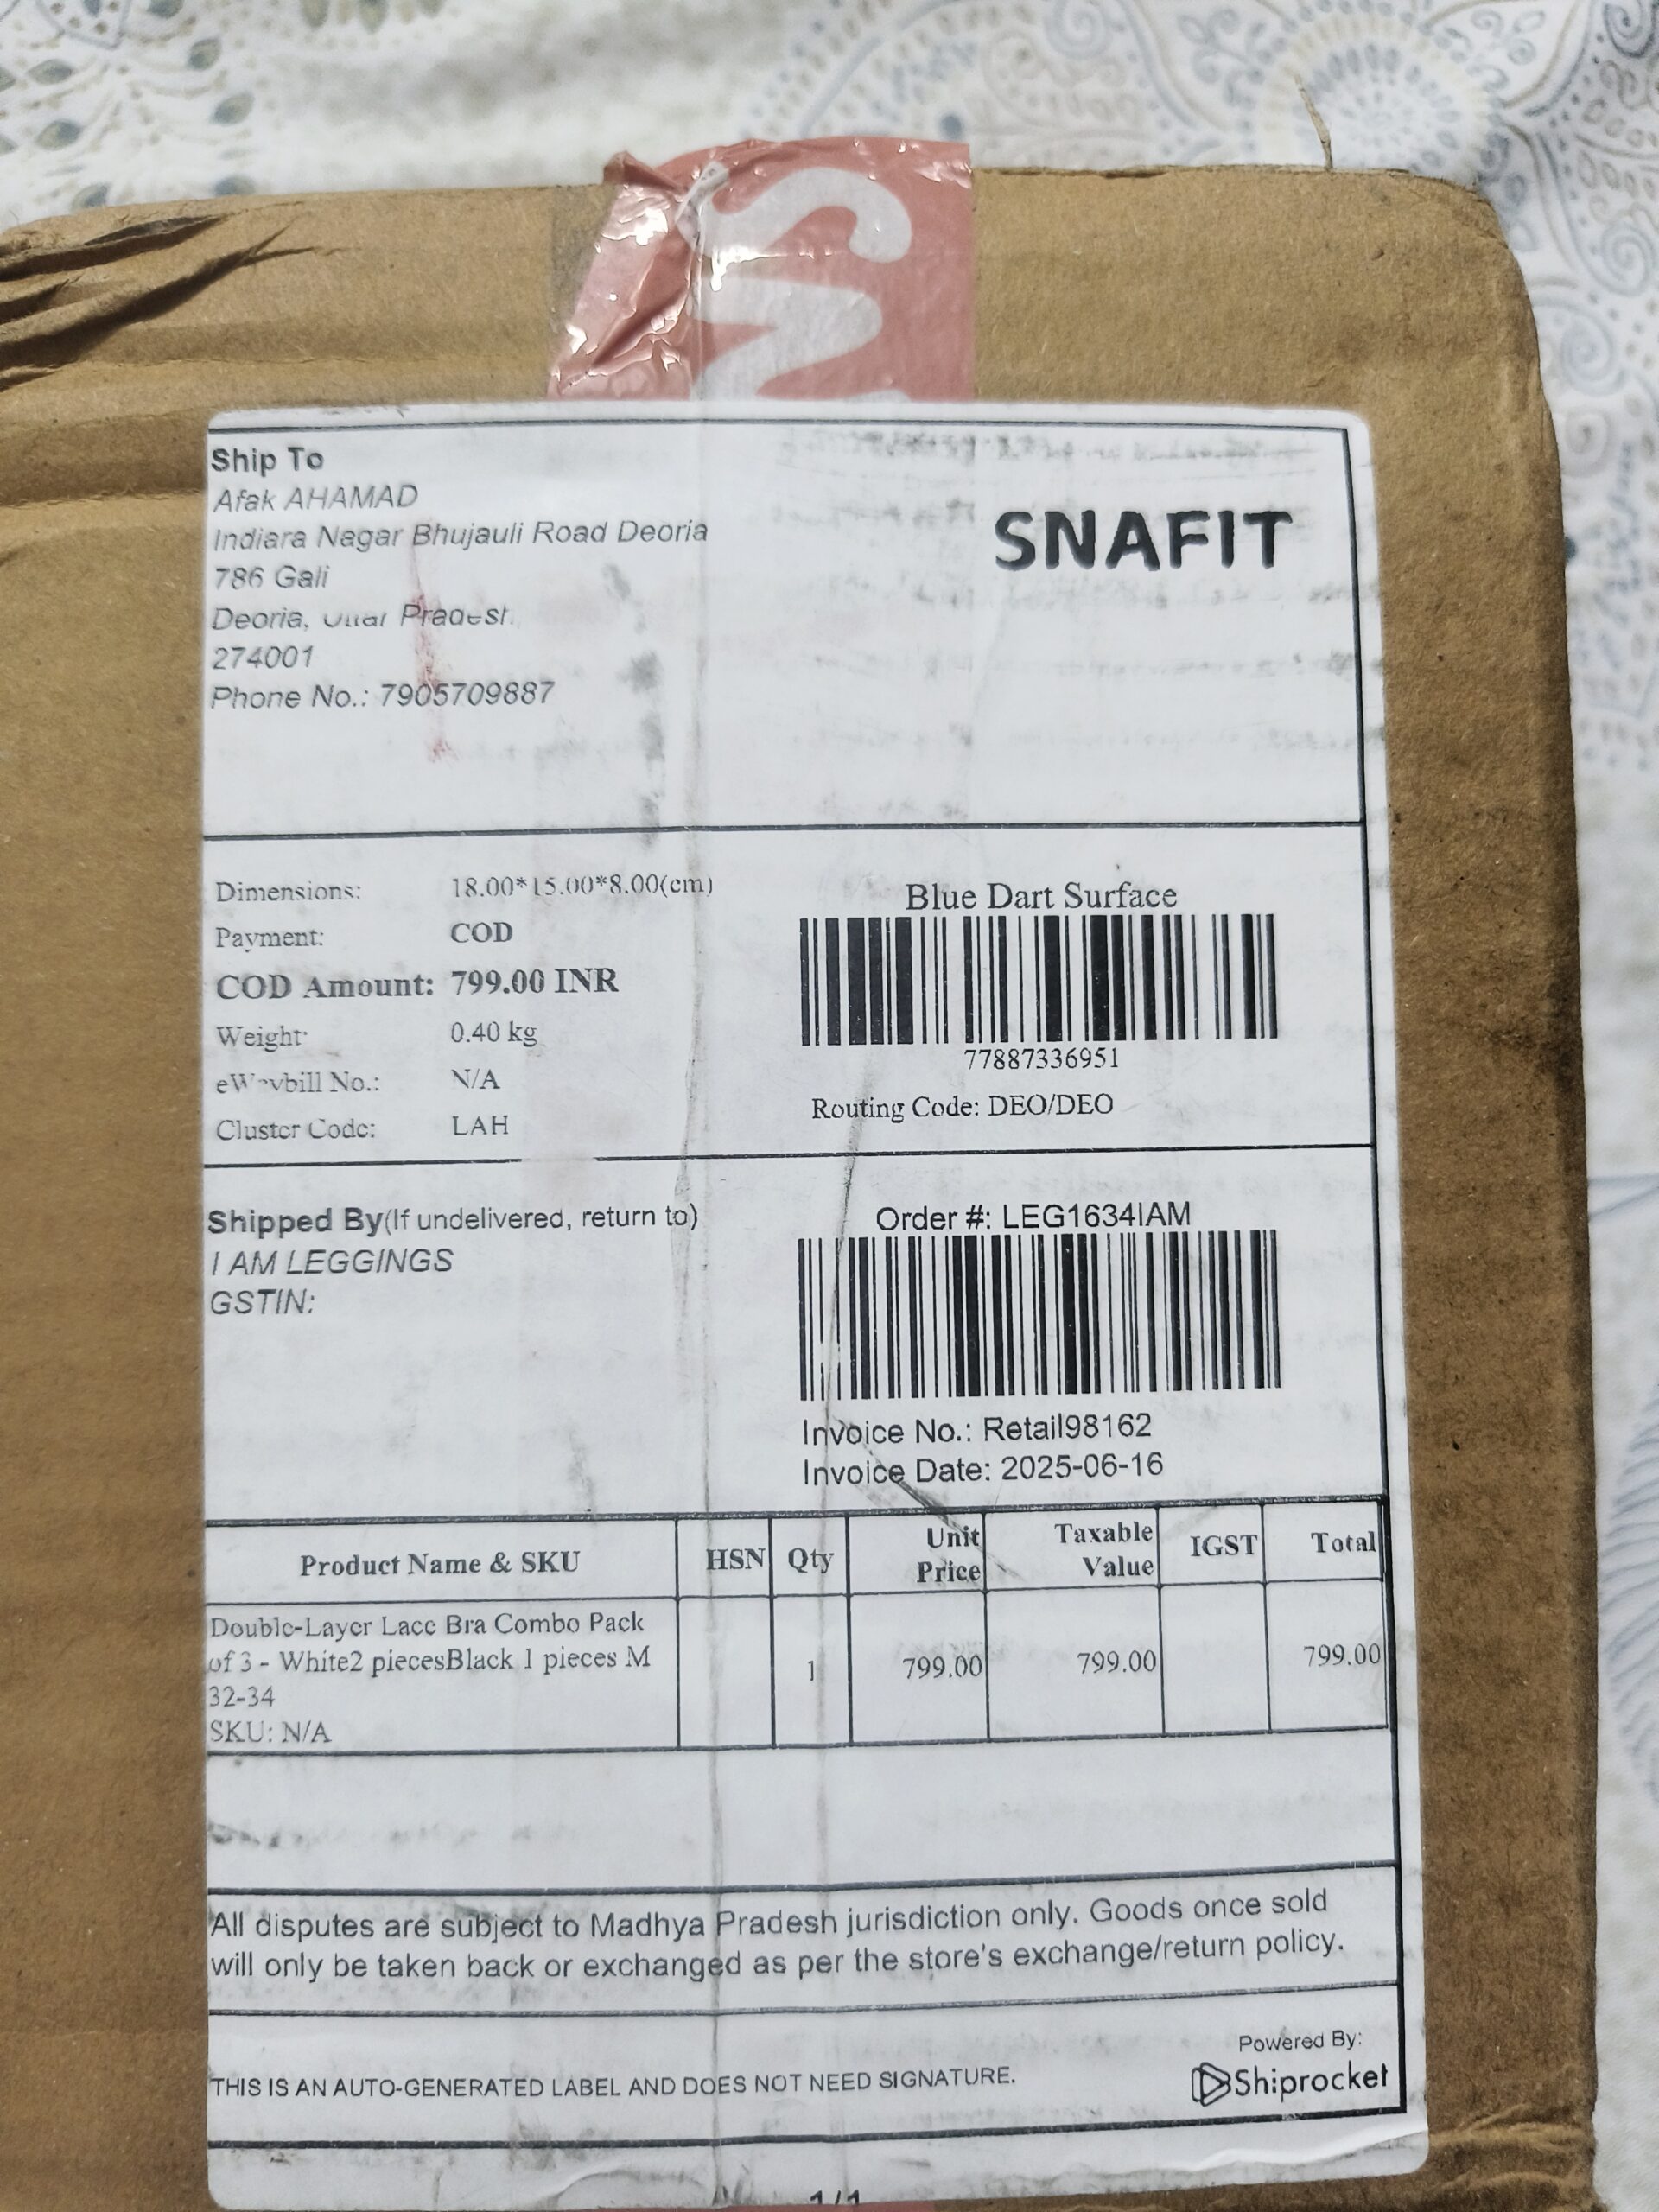 Ship To
Afak AHAMAD
Indiara Nagar Bhujauli Road Deoria
786 Gali
Deoria, Uttar Pradesh
274001
Phone No.: 7905709887
SNAFIT
Dimensions: 18.00*15.00*8.00(cm)
Payment: COD
COD Amount: 799.00 INR
Weight: 0.40 kg
eWaybill No.: N/A
Cluster Code: LAH
Blue Dart Surface
77887336951
Routing Code: DEO/DEO
Shipped By(If undelivered, return to)
I AM LEGGINGS
GSTIN:
Order #: LEG1634IAM
Invoice No.: Retail98162
Invoice Date: 2025-06-16
Product Name & SKU HSN Qty Unit Price Taxable Value IGST Total
Double-Layer Lace Bra Combo Pack
of 3 - White2 piecesBlack 1 pieces M
32-34
SKU: N/A
1 799.00 799.00 799.00
All disputes are subject to Madhya Pradesh jurisdiction only. Goods once sold
will only be taken back or exchanged as per the store's exchange/return policy.
THIS IS AN AUTO-GENERATED LABEL AND DOES NOT NEED SIGNATURE.
Powered By:
Shiprocket
1/1